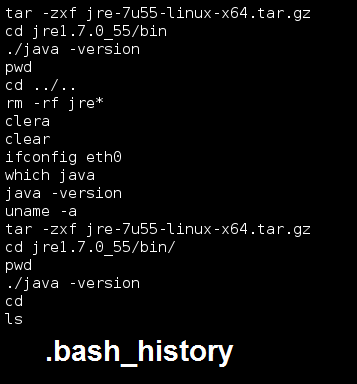 tar -zxf jre-7u55-linux-x64.tar.gz
cd jre1.7.0_55/bin
./java -version
pwd
cd ../..
rm -rf jre*
clera
clear
ifconfig eth0
which java
java -version
uname -a
tar -zxf jre-7u55-linux-x64.tar.gz
cd jre1.7.0_55/bin/
pwd
./java -version
cd
ls
.bash_history